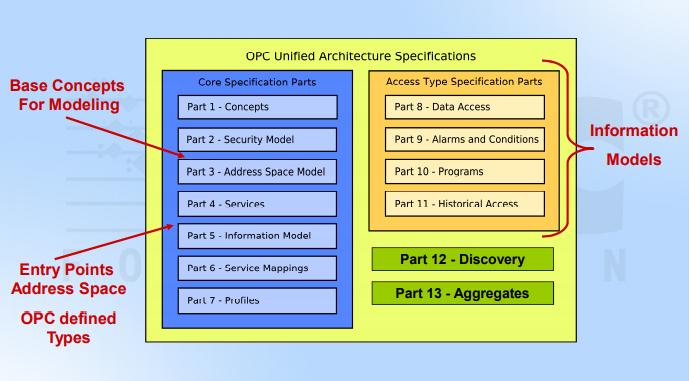 OPC Unified Architecture Specifications
Core Specification Parts
Part 1 - Concepts
Part 2 - Security Model
Part 3 - Address Space Model
Part 4 - Services
Part 5 - Information Model
Part 6 - Service Mappings
Part 7 - Profiles
Access Type Specification Parts
Part 8 - Data Access
Part 9 - Alarms and Conditions
Part 10 - Programs
Part 11 - Historical Access
Part 12 - Discovery
Part 13 - Aggregates
Base Concepts
For Modeling
Entry Points
Address Space
OPC defined
Types
Information
Models
®